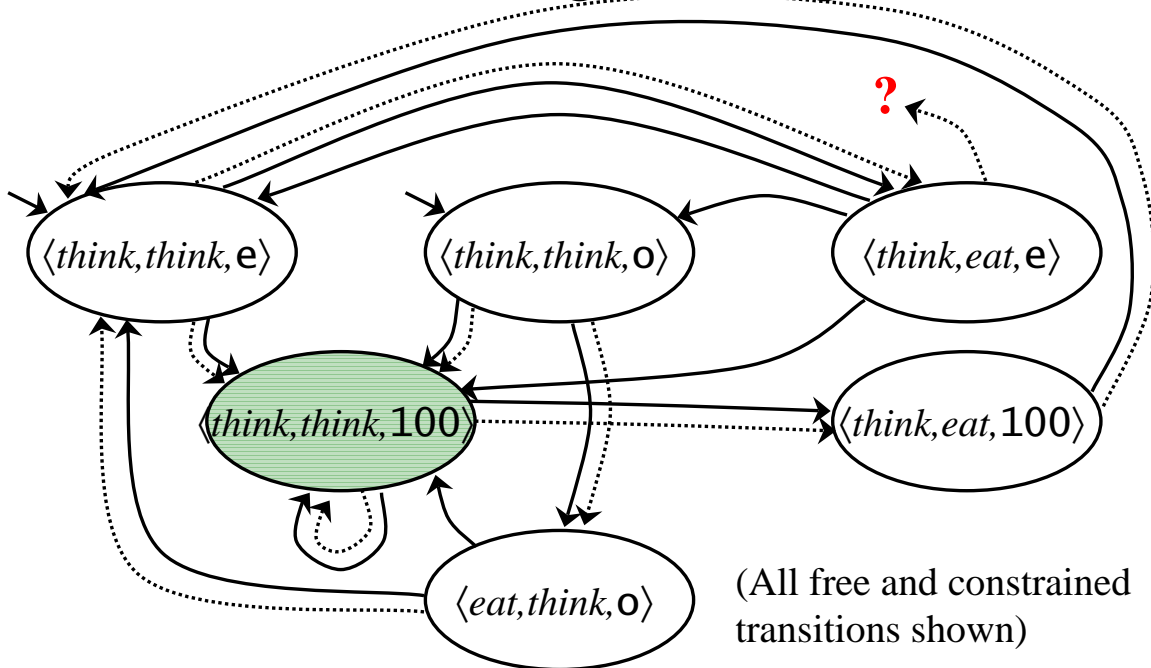 ?
⟨think,think,e⟩
⟨think,think,o⟩
⟨think,eat,e⟩
⟨think,think,100⟩
⟨think,eat,100⟩
⟨eat,think,o⟩
(All free and constrained
transitions shown)